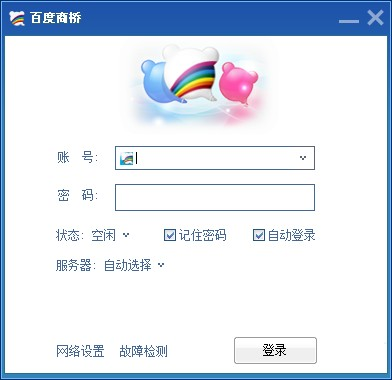 百度商桥
账 号：
密 码：
状态：空闲 记住密码 自动登录
服务器：自动选择
网络设置 故障检测 登录